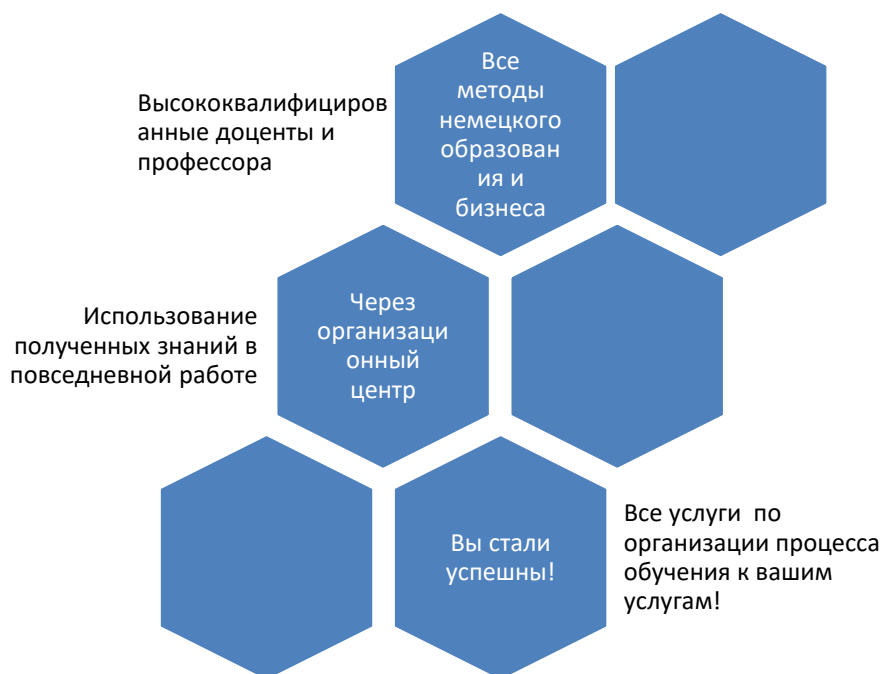 Высококвалифициров
анные доценты и
профессора
Все
методы
немецкого
образован
ия и
бизнеса
Использование
полученных знаний в
повседневной работе
Через
организаци
онный
центр
Вы стали
успешны!
Все услуги  по
организации процесса
обучения к вашим
услугам!